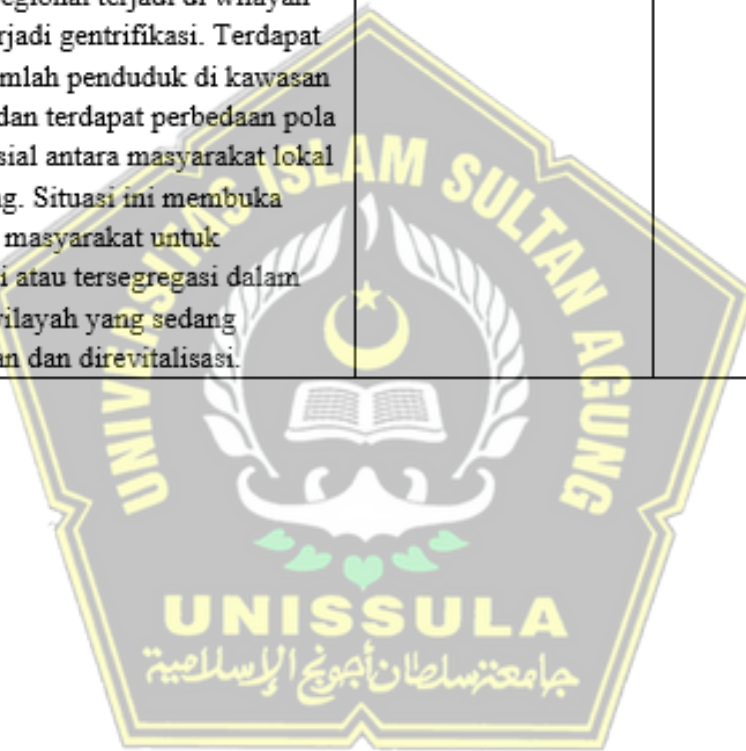 egional terjadi di wilayah
rjadi gentrifikasi. Terdapat
mlah penduduk di kawasan
dan terdapat perbedaan pola
sial antara masyarakat lokal
g. Situasi ini membuka
masyarakat untuk
i atau tersegregasi dalam
wilayah yang sedang
an dan direvitalisasi.
UNIVERSITAS ISLAM SULTAN AGUNG
UNISSULA
جامعة سلطان أجونج الإسلامية